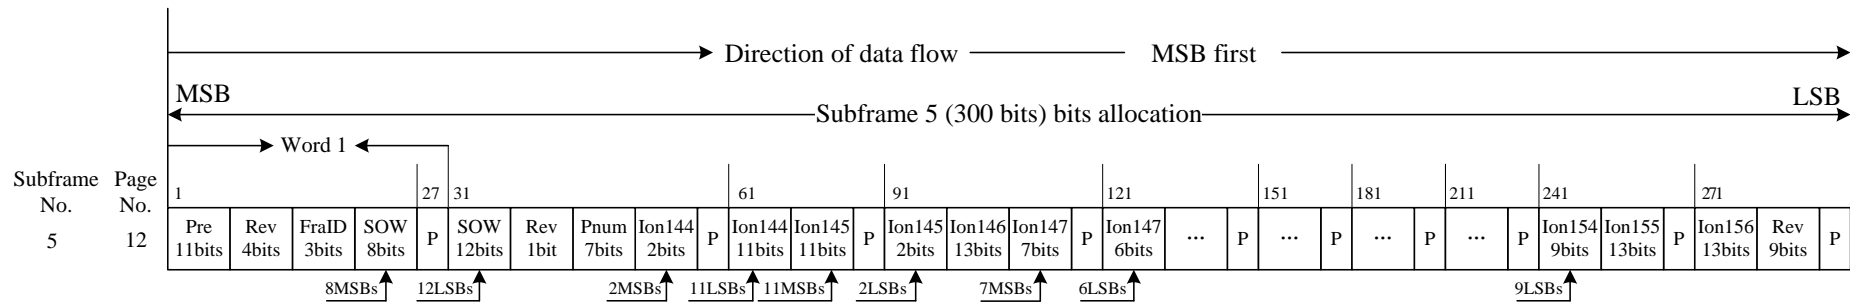 Direction of data flow
MSB first
MSB
LSB
Subframe 5 (300 bits) bits allocation
Word 1
Subframe No.
Page No.
1
27
31
61
91
121
151
181
211
241
271
5
12
Pre 11bits
Rev 4bits
FraID 3bits
SOW 8bits
P
SOW 12bits
Rev 1bit
Pnum 7bits
Ion144 2bits
P
Ion144 11bits
Ion145 11bits
P
Ion145 2bits
Ion146 13bits
Ion147 7bits
P
Ion147 6bits
...
P
...
P
...
P
...
P
Ion154 9bits
Ion155 13bits
P
Ion156 13bits
Rev 9bits
P
8MSBs
12LSBs
2MSBs
11LSBs
11MSBs
2LSBs
7MSBs
6LSBs
9LSBs